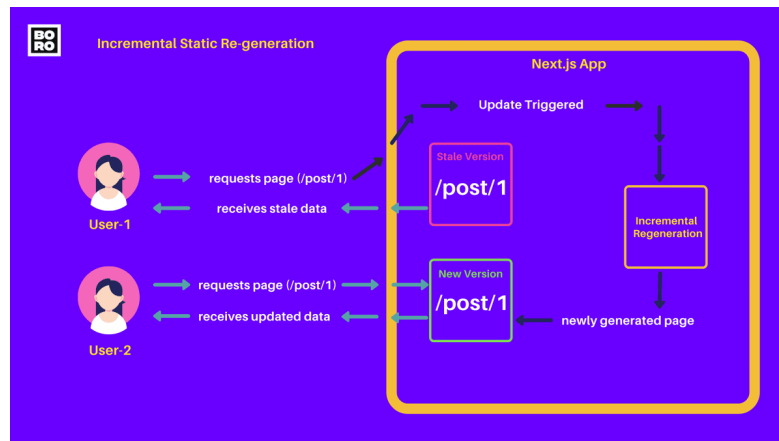 BO
RO
Incremental Static Re-generation
Next.js App
Update Triggered
Stale Version
/post/1
requests page (/post/1)
receives stale data
User-1
Incremental
Regeneration
New Version
/post/1
requests page (/post/1)
receives updated data
newly generated page
User-2